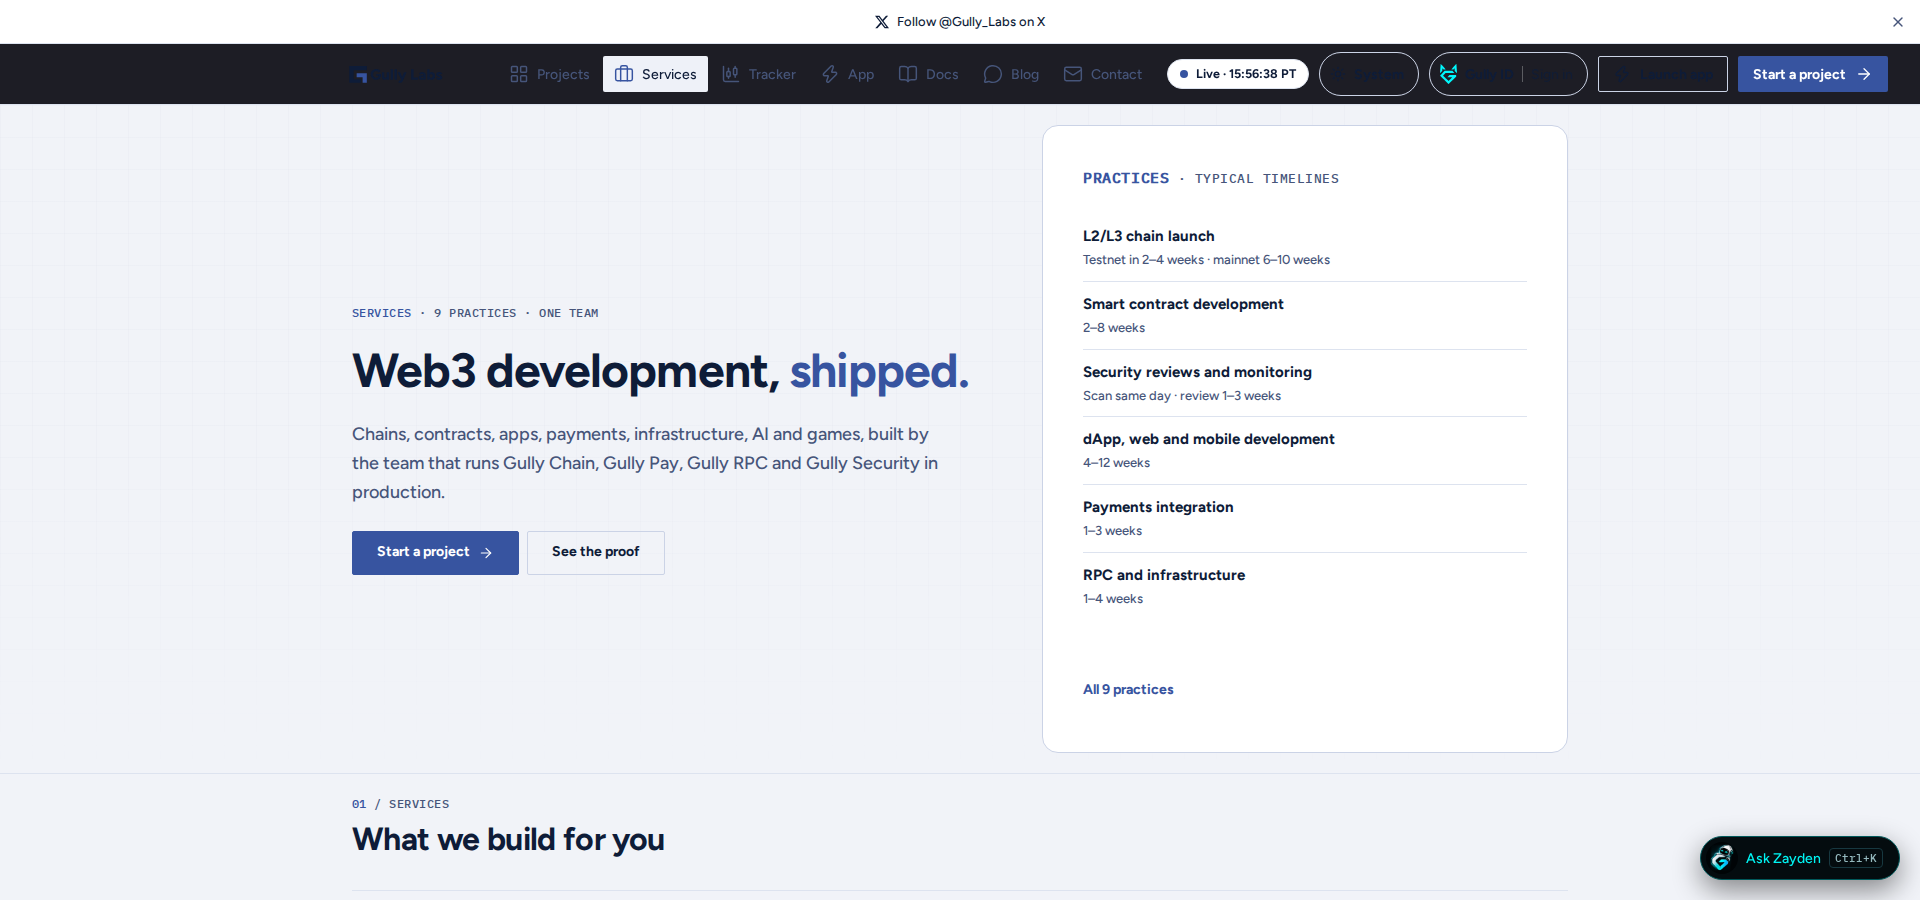 Follow @Gully_Labs on X
Gully Labs
Projects
Services
Tracker
App
Docs
Blog
Contact
Live · 15:56:38 PT
System
Gully ID
Start a project
PRACTICES · TYPICAL TIMELINES
L2/L3 chain launch
Testnet in 2–4 weeks · mainnet 6–10 weeks
Smart contract development
2–8 weeks
Security reviews and monitoring
Scan same day · review 1–3 weeks
dApp, web and mobile development
4–12 weeks
Payments integration
1–3 weeks
RPC and infrastructure
1–4 weeks
All 9 practices
SERVICES · 9 PRACTICES · ONE TEAM
Web3 development, shipped.
Chains, contracts, apps, payments, infrastructure, AI and games, built by
the team that runs Gully Chain, Gully Pay, Gully RPC and Gully Security in
production.
Start a project
See the proof
01 / SERVICES
What we build for you
Ask Zayden
Ctrl+K